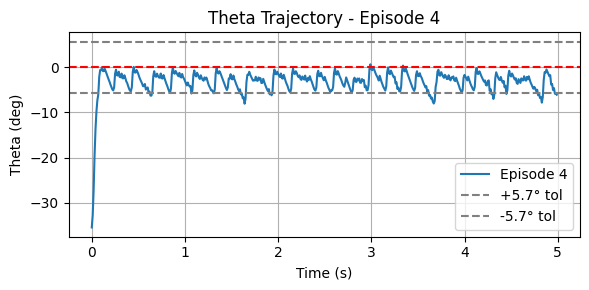 Theta Trajectory - Episode 4
Theta (deg)
0
−10
−20
−30
Episode 4
+5.7° tol
-5.7° tol
0 1 2 3 4 5
Time (s)